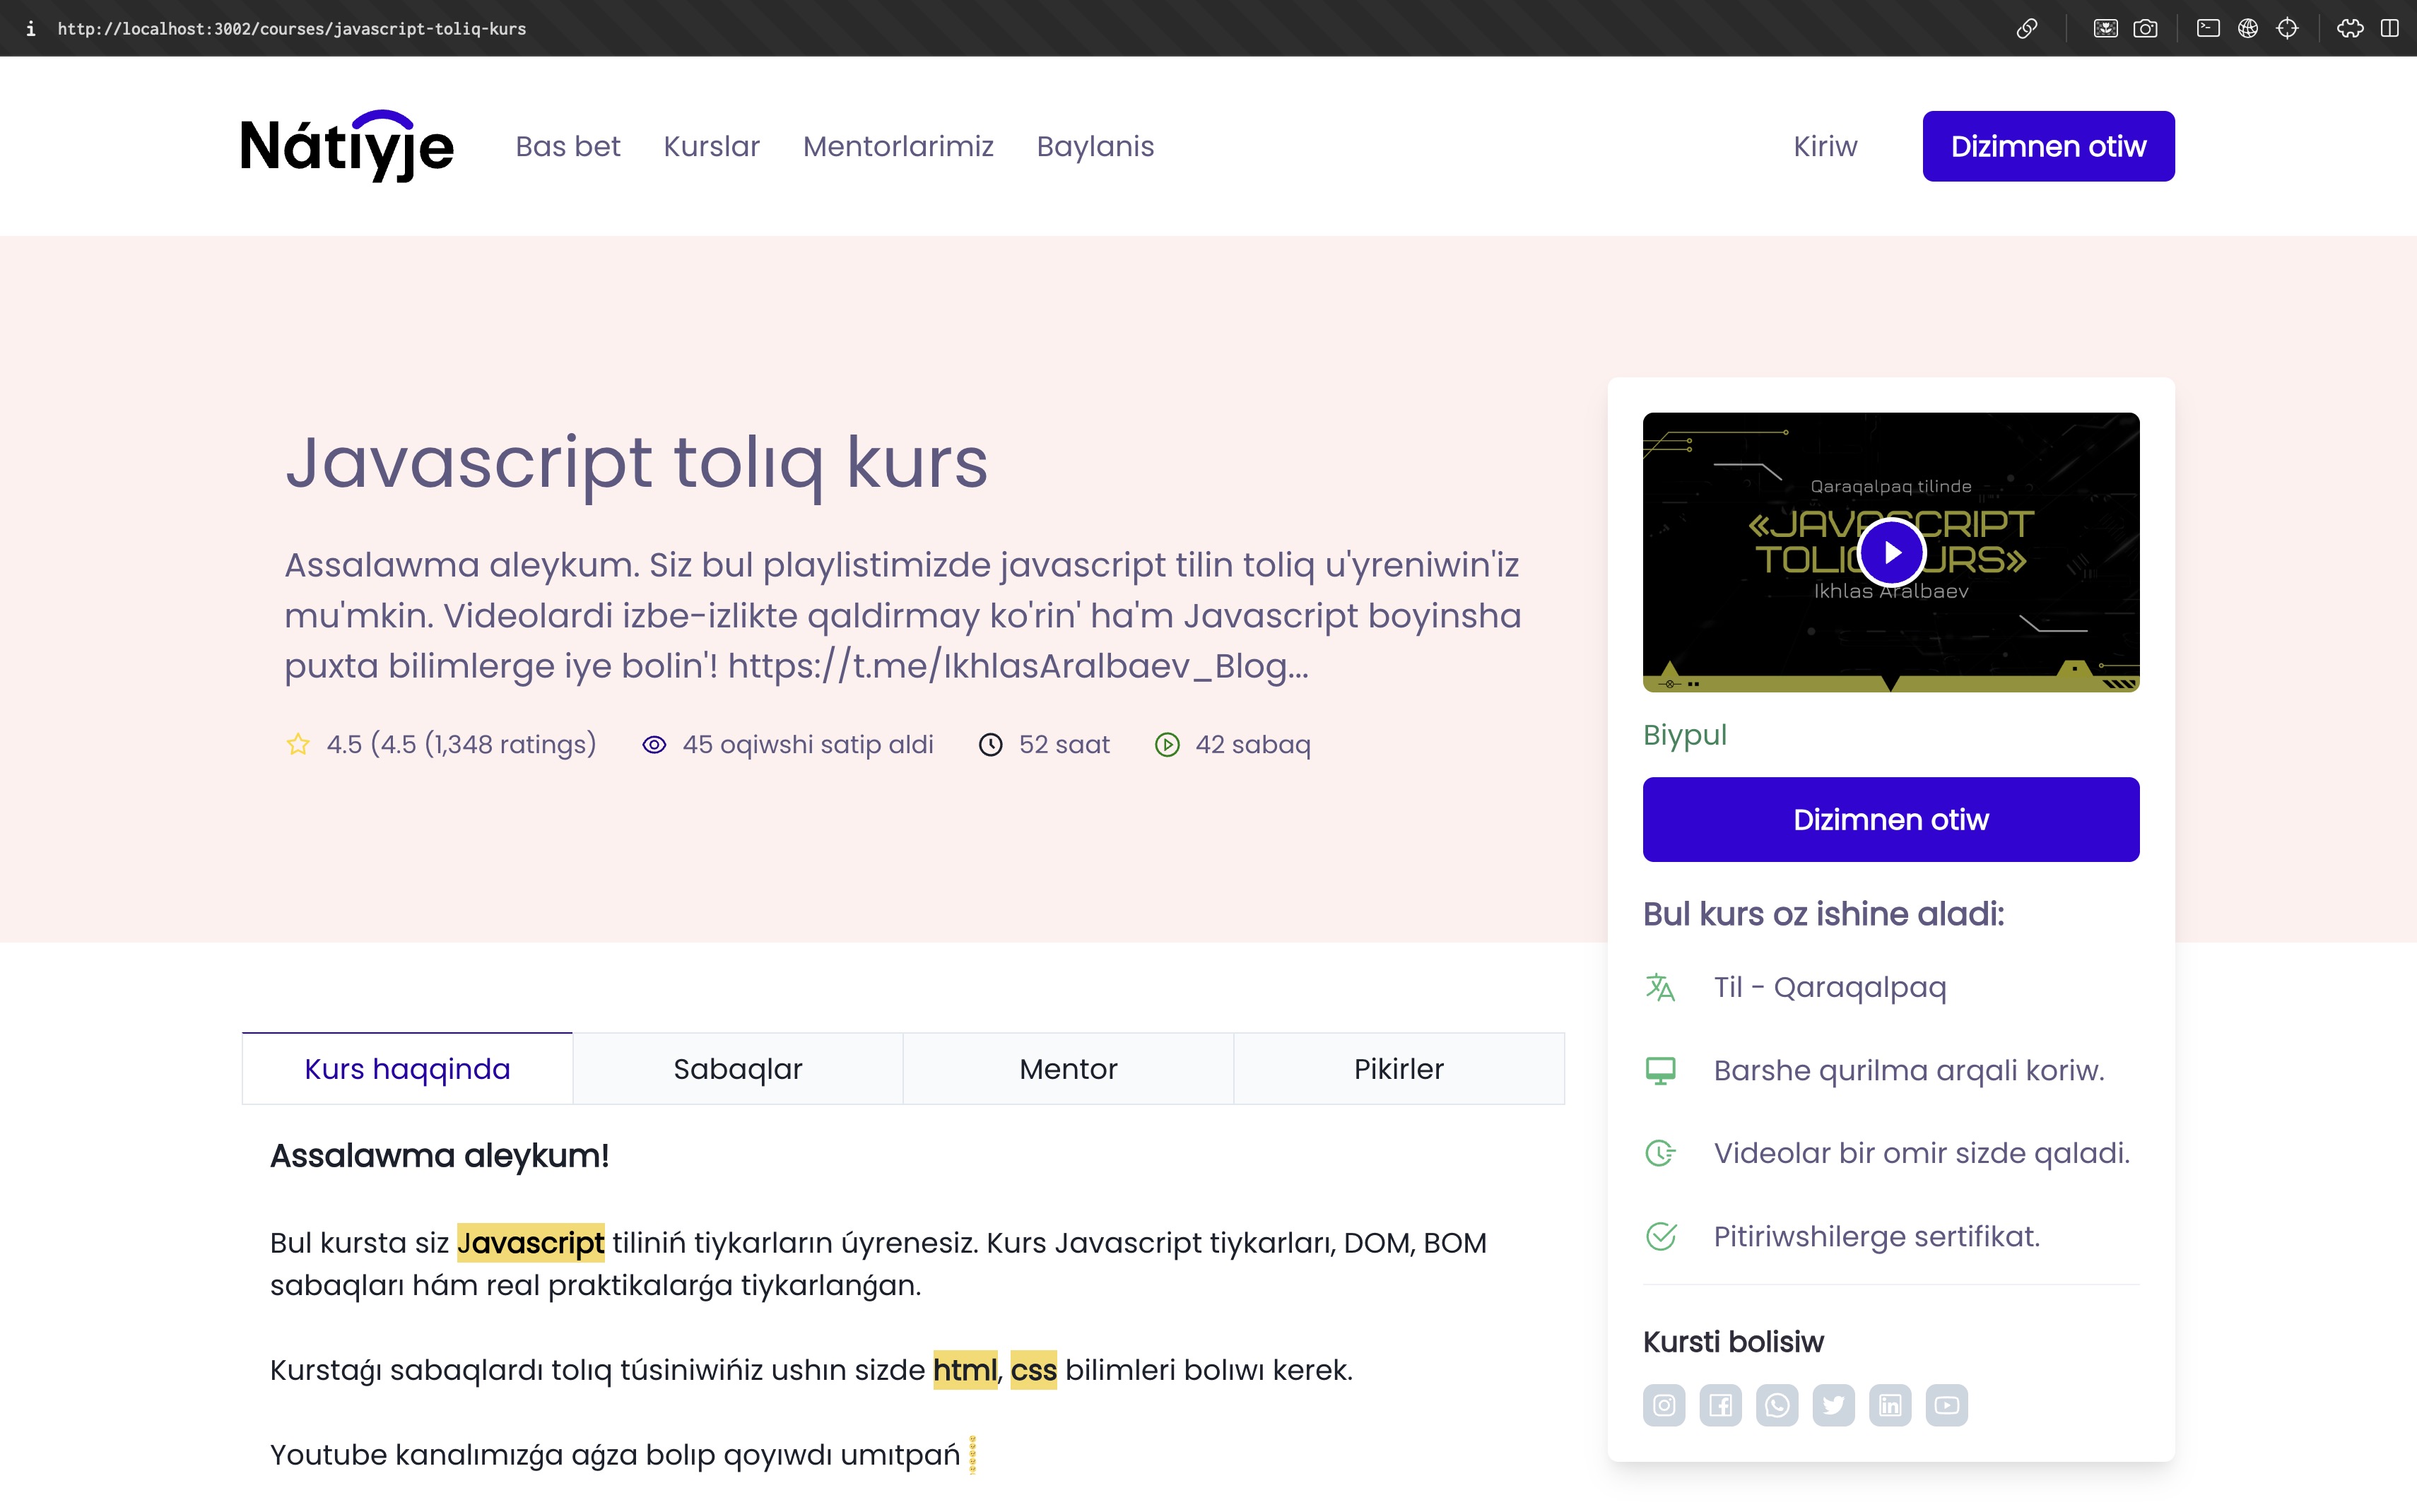 http://localhost:3002/courses/javascript-toliq-kurs
Nátıyje
Bas bet
Kurslar
Mentorlarimiz
Baylanis
Kiriw
Dizimnen otiw
Javascript tolıq kurs
Assalawma aleykum. Siz bul playlistimizde javascript tilin toliq u'yreniwin'iz
mu'mkin. Videolardi izbe-izlikte qaldirmay ko'rin' ha'm Javascript boyinsha
puxta bilimlerge iye bolin'! https://t.me/IkhlasAralbaev_Blog...
4.5 (4.5 (1,348 ratings)
45 oqiwshi satip aldi
52 saat
42 sabaq
Qaraqalpaq tilinde
«JAVASCRIPT
TOLIQ KURS»
Ikhlas Aralbaev
Biypul
Dizimnen otiw
Bul kurs oz ishine aladi:
Til - Qaraqalpaq
Barshe qurilma arqali koriw.
Videolar bir omir sizde qaladi.
Pitiriwshilerge sertifikat.
Kursti bolisiw
Kurs haqqinda
Sabaqlar
Mentor
Pikirler
Assalawma aleykum!
Bul kursta siz Javascript tiliniń tiykarların úyrenesiz. Kurs Javascript tiykarları, DOM, BOM
sabaqları hám real praktikalarǵa tiykarlanǵan.
Kurstaǵı sabaqlardı tolıq túsiniwińiz ushın sizde html, css bilimleri bolıwı kerek.
Youtube kanalımızǵa aǵza bolıp qoyıwdı umıtpań